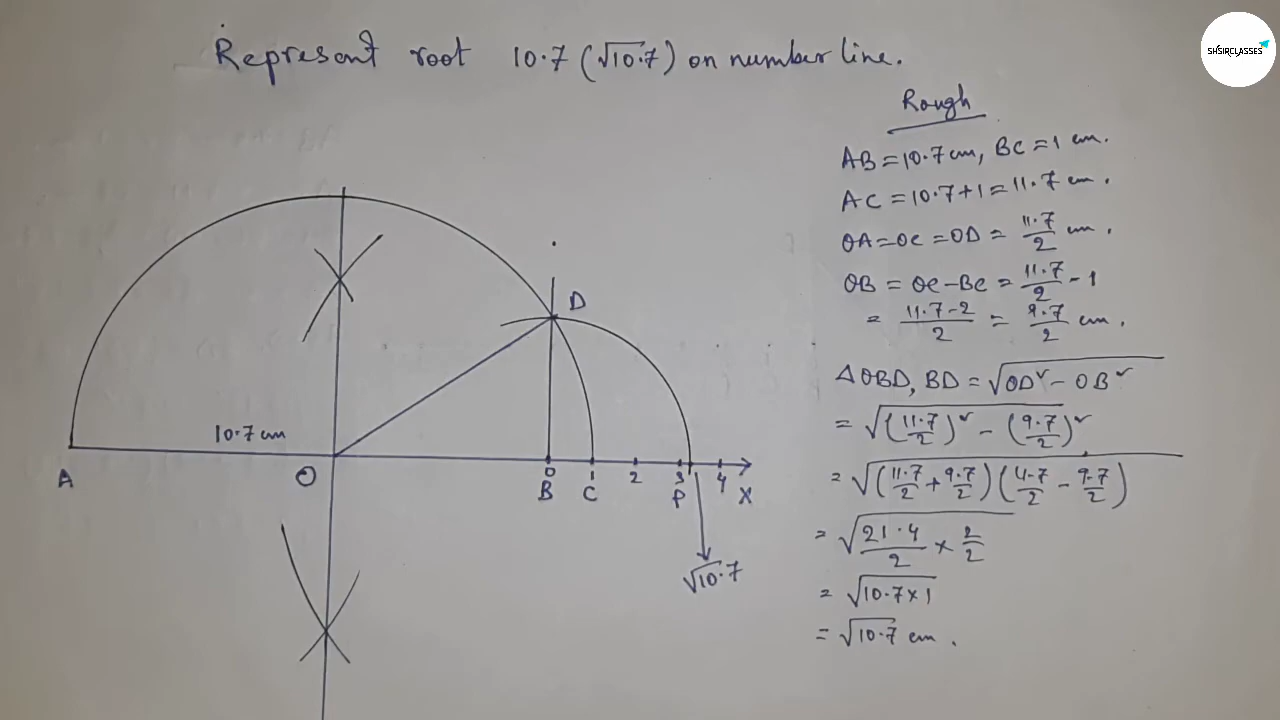 Represent root 10.7 (√10.7) on number line.
SHSIRCLASSES
Rough
AB = 10.7 cm, BC = 1 cm.
AC = 10.7+1 = 11.7 cm.
OA = OC = OD = 11.7/2 cm.
OB = OC - BC = 11.7/2 - 1
= 11.7-2/2 = 9.7/2 cm.
△OBD, BD = √OD² - OB²
= √(11.7/2)² - (9.7/2)²
= √(11.7/2 + 9.7/2)(11.7/2 - 9.7/2)
= √21.4/2 × 2/2
= √10.7×1
= √10.7 cm.
D
10.7 cm
A O 0 1 2 3 4
B C P X
√10.7